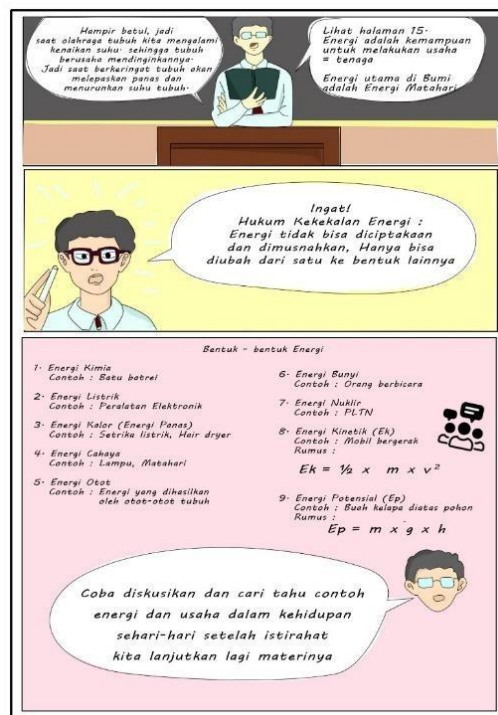 Hampir betul, jadi
saat olahraga tubuh kita mengalami
kenaikan suku. sehingga tubuh
berusaha mendinginkannya.
Jadi saat berkeringat tubuh akan
melepaskan panas dan
menurunkan suhu tubuh.
Lihat halaman 15.
Energi adalah kemampuan
untuk melakukan usaha
= tenaga
Energi utama di Bumi
adalah Energi Matahari
Ingat!
Hukum Kekekalan Energi :
Energi tidak bisa diciptakaan
dan dimusnahkan, Hanya bisa
diubah dari satu ke bentuk lainnya
Bentuk - bentuk Energi
1. Energi Kimia
Contoh : Batu batrei
2. Energi Listrik
Contoh : Peralatan Elektronik
3. Energi Kalor (Energi Panas)
Contoh : Setrika listrik, Hair dryer
4. Energi Cahaya
Contoh : Lampu, Matahari
5. Energi Otot
Contoh : Energi yang dihasilkan
oleh otot-otot tubuh
6. Energi Bunyi
Contoh : Orang berbicara
7. Energi Nuklir
Contoh : PLTN
8. Energi Kinetik (Ek)
Contoh : Mobil bergerak
Rumus :
Ek = ½ x m x v²
9. Energi Potensial (Ep)
Contoh : Buah kelapa diatas pohon
Rumus :
Ep = m x g x h
Coba diskusikan dan cari tahu contoh
energi dan usaha dalam kehidupan
sehari-hari setelah istirahat
kita lanjutkan lagi materinya